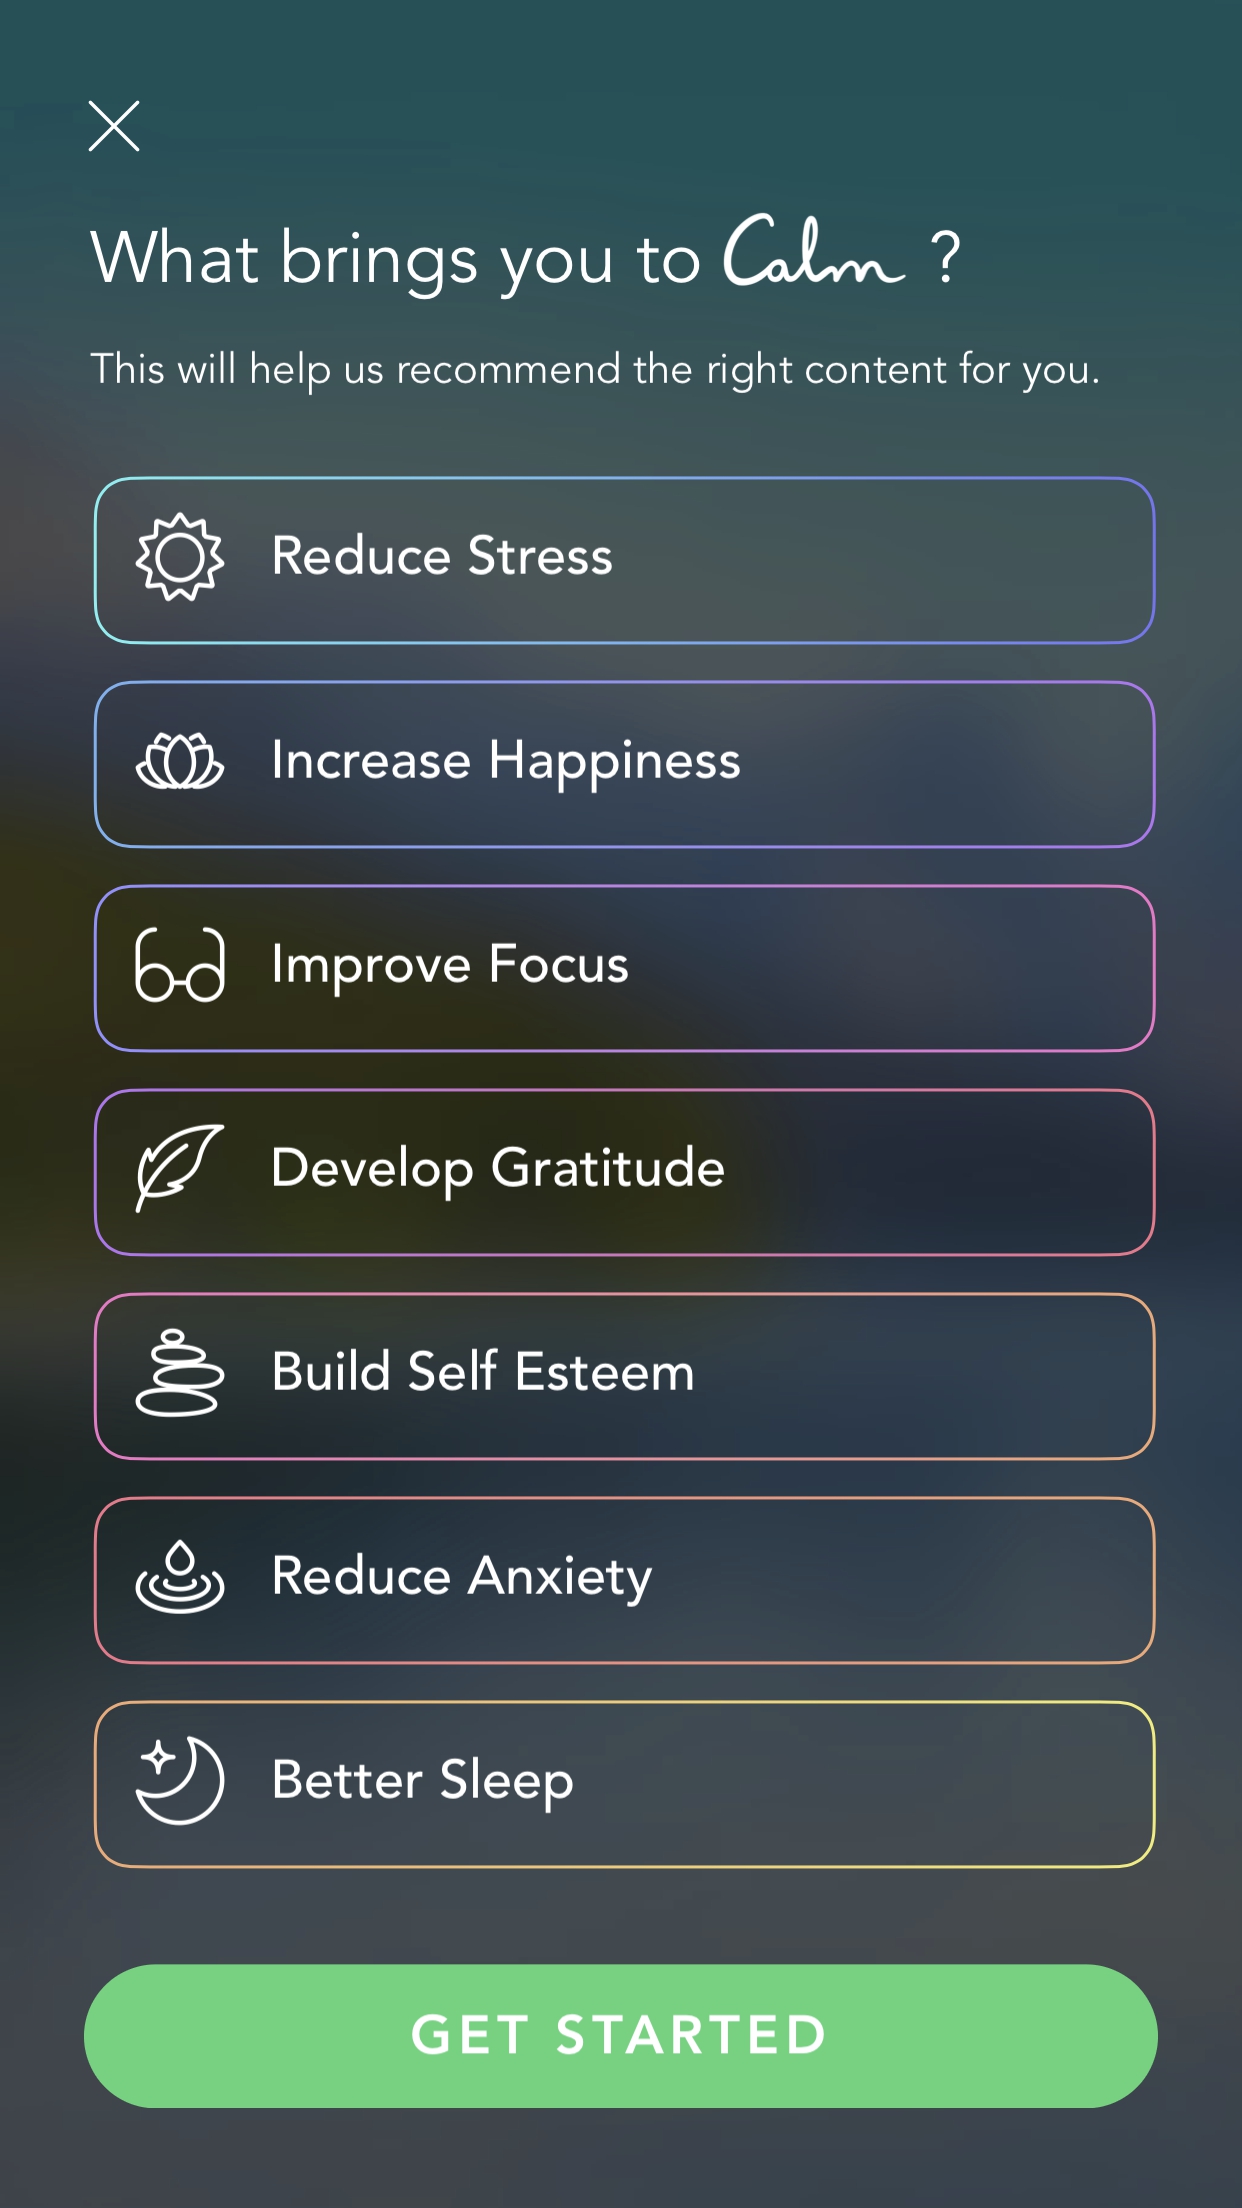 What brings you to Calm ?
This will help us recommend the right content for you.
Reduce Stress
Increase Happiness
Improve Focus
Develop Gratitude
Build Self Esteem
Reduce Anxiety
Better Sleep
GET STARTED